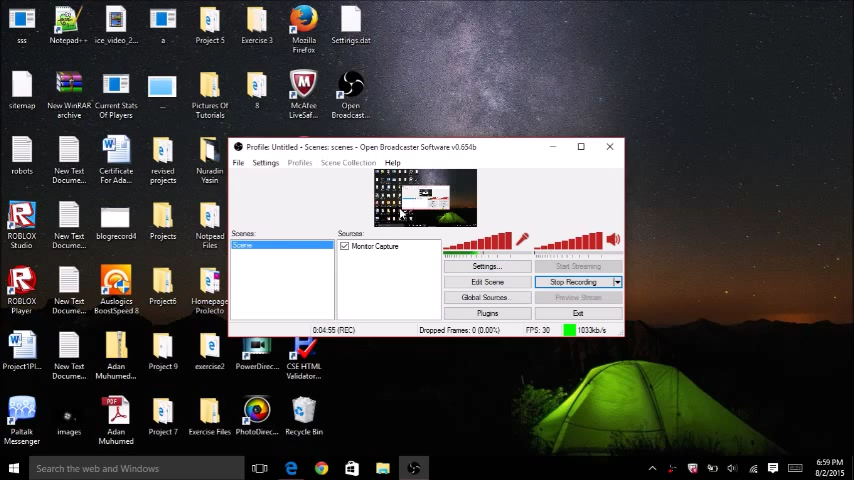 sss
Notepad++
ice_video_2...
a
Project 5
Exercise 3
Mozilla
Firefox
Settings.dat
sitemap
New WinRAR
archive
Current Stats
Of Players
...
Pictures Of
Tutorials
8
McAfee
LiveSaf...
Open
Broadcast...
robots
New Text
Docume...
Certificate
For Ada...
revised
projects
Nuradin
Yasin
ROBLOX
Studio
New Text
Docume...
blogrecord4
Projects
Notepad
Files
ROBLOX
Player
New Text
Docume...
Auslogics
BoostSpeed 8
Project6
Homepage
Projecto
Project1Pl...
New Text
Docume...
Adan
Muhumed...
Project 9
exercise2
PowerDirec...
CSE HTML
Validator...
Paltalk
Messenger
images
Adan
Muhumed
Project 7
Exercise Files
PhotoDirec...
Recycle Bin
Profile: Untitled - Scenes: scenes - Open Broadcaster Software v0.654b
File Settings Profiles Scene Collection Help
Scenes:
Sources:
Scene
Monitor Capture
Settings...
Start Streaming
Edit Scene
Stop Recording
Global Sources...
Preview Stream
Plugins
Exit
0:04:55 (REC)
Dropped Frames: 0 (0.00%)
FPS: 30
1033kb/s
Search the web and Windows
6:59 PM
8/2/2015